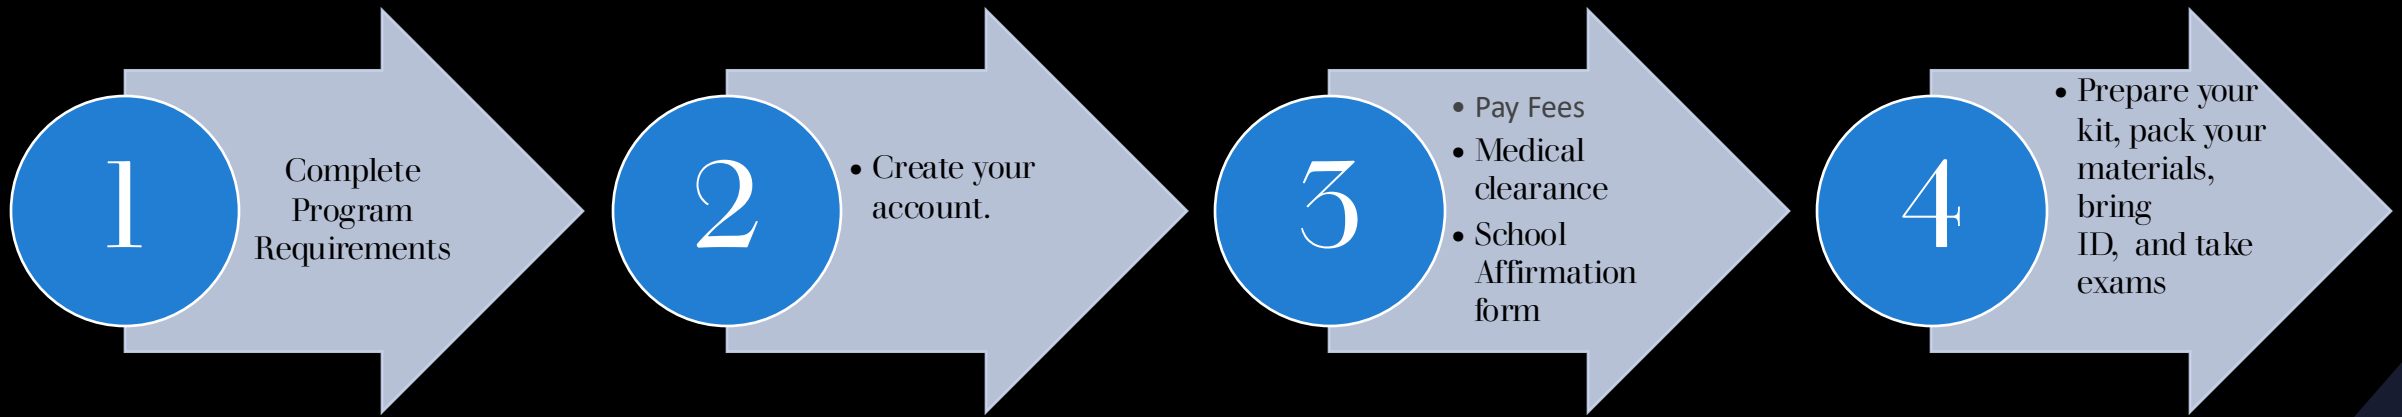 1
Complete
Program
Requirements
2
• Create your
account.
3
• Pay Fees
• Medical
clearance
• School
Affirmation
form
4
• Prepare your
kit, pack your
materials,
bring
ID,  and take
exams